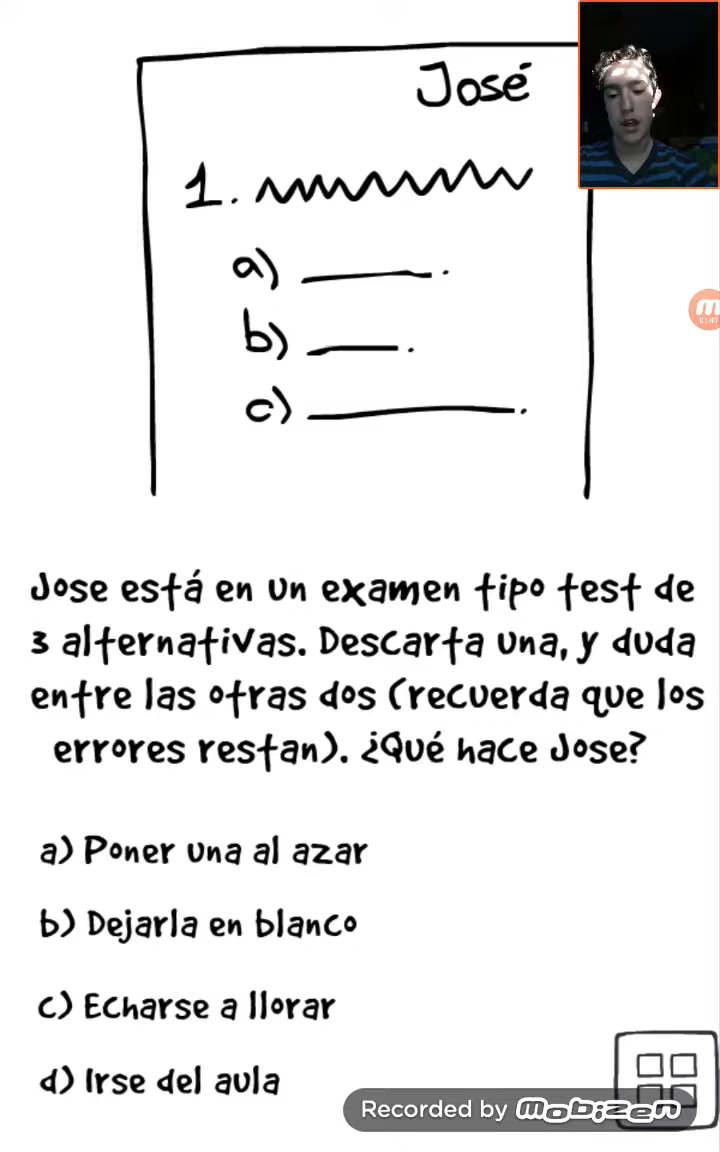 José
1.
a)
b)
c)
01:40
Jose está en un examen tipo test de
3 alternativas. Descarta una, y duda
entre las otras dos (recuerda que los
errores restan). ¿Qué hace Jose?
a) Poner una al azar
b) Dejarla en blanco
c) Echarse a llorar
d) Irse del aula
Recorded by mobizen